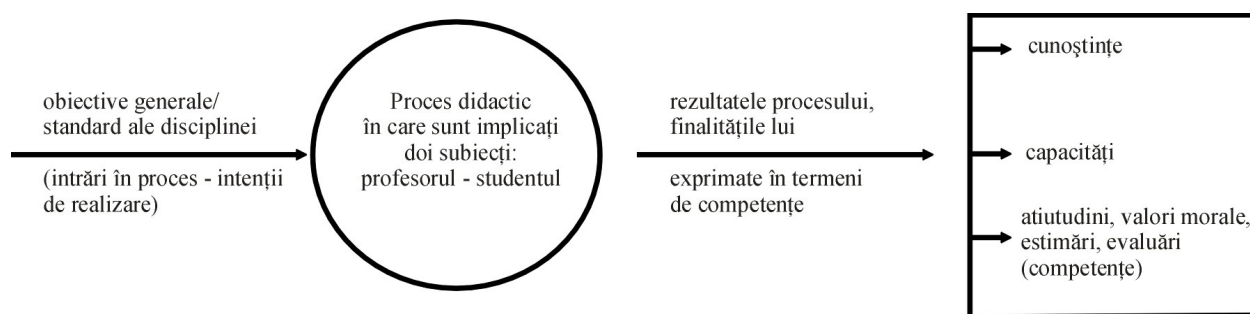 obiective generale/
standard ale disciplinei
(intrări în proces - intenții
de realizare)
Proces didactic
în care sunt implicați
doi subiecți:
profesorul - studentul
rezultatele procesului,
finalitățile lui
exprimate în termeni
de competențe
cunoştințe
capacități
atiutudini, valori morale,
estimări, evaluări
(competențe)